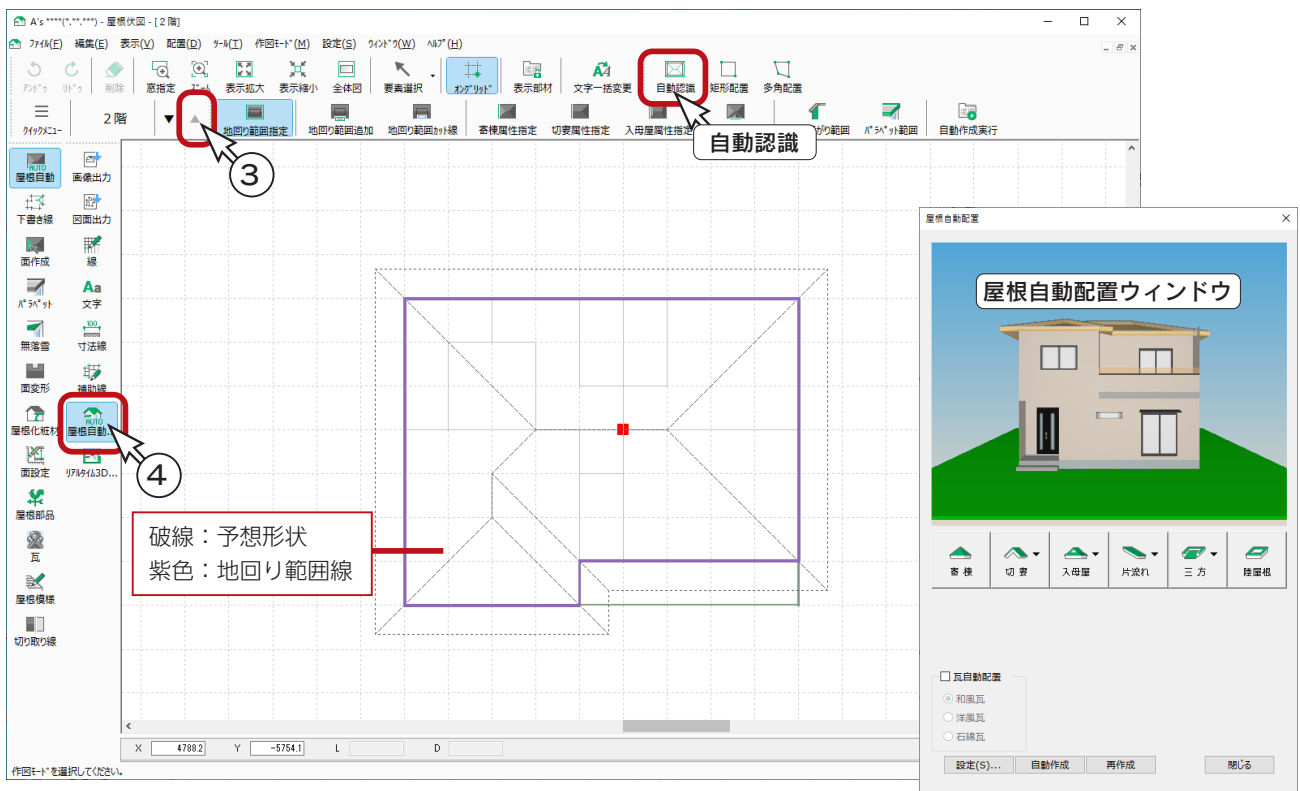 A's ****(*.**.***) - 屋根伏図 - [2階]
ﾌｧｲﾙ(F) 編集(E) 表示(V) 配置(D) ﾂｰﾙ(T) 作図ﾓｰﾄﾞ(M) 設定(S) ｳｨﾝﾄﾞｳ(W) ﾍﾙﾌﾟ(H)
ｱﾝﾄﾞｩ ﾘﾄﾞｩ 削除 窓指定 ｽﾞｰﾑ 表示拡大 表示縮小 全体図 要素選択 ｵﾝｸﾞﾘｯﾄﾞ 表示部材 文字一括変更 自動認識 矩形配置 多角配置
ｸｲｯｸﾒﾆｭｰ 2階 ▼ ▲ 地回り範囲指定 地回り範囲追加 地回り範囲ｶｯﾄ線 寄棟属性指定 切妻属性指定 入母屋属性指定 がり範囲 ﾊﾟﾗﾍﾟｯﾄ範囲 自動作成実行
自動認識
③
AUTO
屋根自動 画像出力
下書き線 図面出力
面作成 線
Aa
ﾊﾟﾗﾍﾟｯﾄ 文字
100
無落雪 寸法線
面変形 補助線
AUTO
屋根化粧材 屋根自動...
面設定 ﾘｱﾙﾀｲﾑ3D...
屋根部品
瓦
屋根模様
切り取り線
④
破線：予想形状
紫色：地回り範囲線
屋根自動配置
屋根自動配置ウィンドウ
寄棟 切妻 入母屋 片流れ 三方 陸屋根
瓦自動配置
和風瓦
洋風瓦
石綿瓦
設定(S)... 自動作成 再作成 閉じる
X 4788.2 Y -5754.1 L D
作図ﾓｰﾄﾞを選択してください。